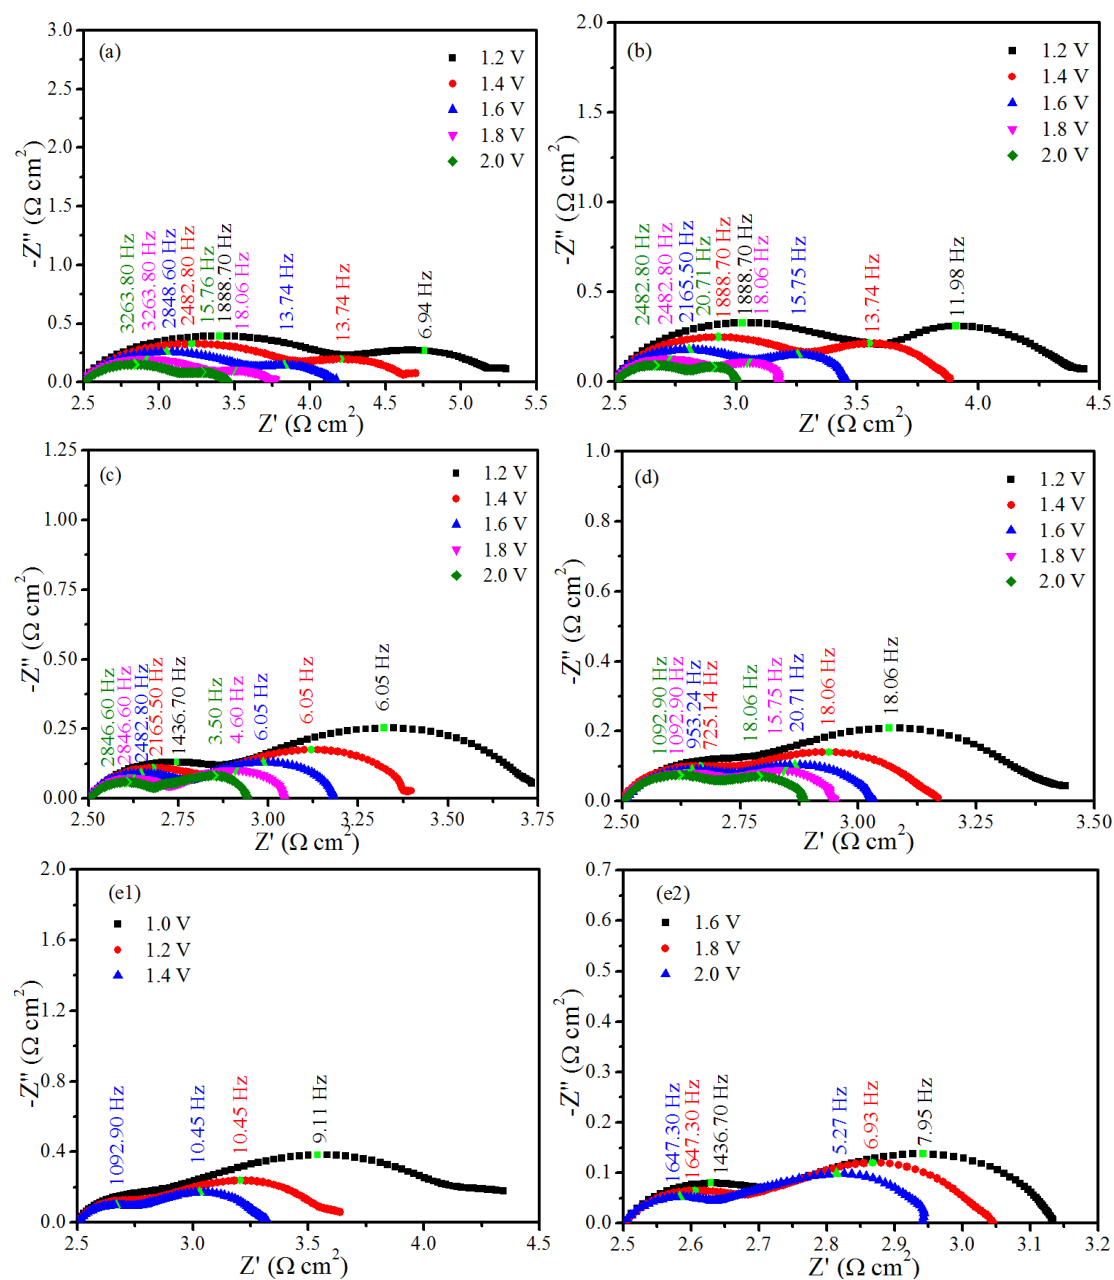 (a)
1.2 V
1.4 V
1.6 V
1.8 V
2.0 V
3.0
2.5
2.0
1.5
1.0
0.5
0.0
-Z'' (Ω cm²)
3263.80 Hz
3263.80 Hz
2848.60 Hz
2482.80 Hz
15.76 Hz
1888.70 Hz
18.06 Hz
13.74 Hz
13.74 Hz
6.94 Hz
2.5 3.0 3.5 4.0 4.5 5.0 5.5
Z' (Ω cm²)
(b)
1.2 V
1.4 V
1.6 V
1.8 V
2.0 V
2.0
1.5
1.0
0.5
0.0
-Z'' (Ω cm²)
2482.80 Hz
2482.80 Hz
2165.50 Hz
20.71 Hz
1888.70 Hz
1888.70 Hz
18.06 Hz
15.75 Hz
13.74 Hz
11.98 Hz
2.5 3.0 3.5 4.0 4.5
Z' (Ω cm²)
(c)
1.2 V
1.4 V
1.6 V
1.8 V
2.0 V
1.25
1.00
0.75
0.50
0.25
0.00
-Z'' (Ω cm²)
2846.60 Hz
2846.60 Hz
2482.80 Hz
2165.50 Hz
1436.70 Hz
3.50 Hz
4.60 Hz
6.05 Hz
6.05 Hz
6.05 Hz
2.50 2.75 3.00 3.25 3.50 3.75
Z' (Ω cm²)
(d)
1.2 V
1.4 V
1.6 V
1.8 V
2.0 V
1.0
0.8
0.6
0.4
0.2
0.0
-Z'' (Ω cm²)
1092.90 Hz
1092.90 Hz
953.24 Hz
725.14 Hz
18.06 Hz
15.75 Hz
20.71 Hz
18.06 Hz
18.06 Hz
2.50 2.75 3.00 3.25 3.50
Z' (Ω cm²)
(e1)
1.0 V
1.2 V
1.4 V
2.0
1.6
1.2
0.8
0.4
0.0
-Z'' (Ω cm²)
1092.90 Hz
10.45 Hz
10.45 Hz
9.11 Hz
2.5 3.0 3.5 4.0 4.5
Z' (Ω cm²)
(e2)
1.6 V
1.8 V
2.0 V
0.7
0.6
0.5
0.4
0.3
0.2
0.1
0.0
-Z'' (Ω cm²)
1647.30 Hz
1647.30 Hz
1436.70 Hz
5.27 Hz
6.93 Hz
7.95 Hz
2.5 2.6 2.7 2.8 2.9 3.0 3.1 3.2
Z' (Ω cm²)